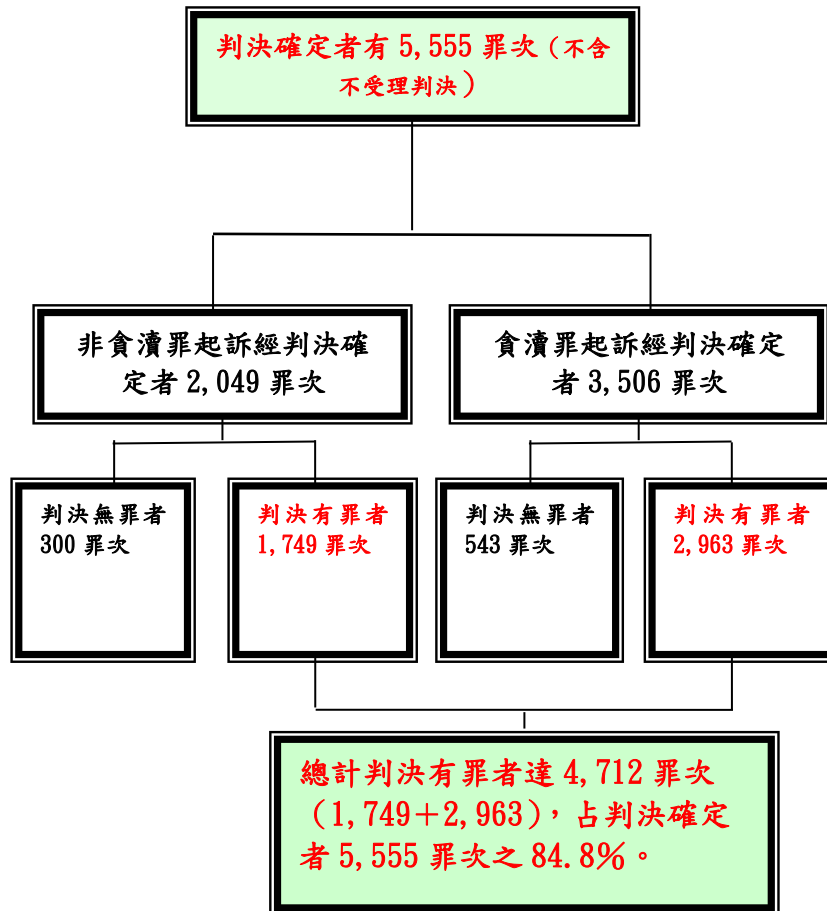 判決確定者有 5,555 罪次（不含
不受理判決）
非貪瀆罪起訴經判決確
定者 2,049 罪次
貪瀆罪起訴經判決確定
者 3,506 罪次
判決無罪者
300 罪次
判決有罪者
1,749 罪次
判決無罪者
543 罪次
判決有罪者
2,963 罪次
總計判決有罪者達 4,712 罪次
（1,749＋2,963），占判決確定
者 5,555 罪次之 84.8％。